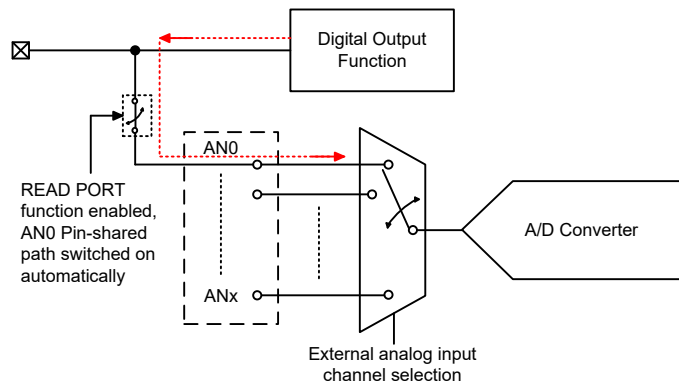 Digital Output
Function
AN0
READ PORT
function enabled,
AN0 Pin-shared
path switched on
automatically
A/D Converter
ANx
External analog input
channel selection